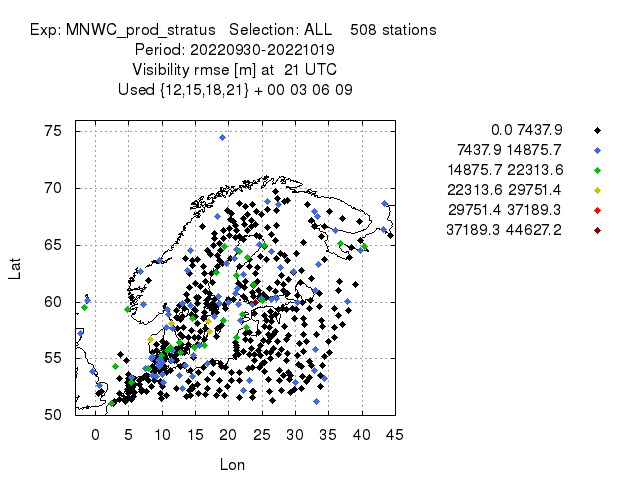 Exp: MNWC_prod_stratus Selection: ALL 508 stations
Period: 20220930-20221019
Visibility rmse [m] at 21 UTC
Used {12,15,18,21} + 00 03 06 09
0.0 7437.9
7437.9 14875.7
14875.7 22313.6
22313.6 29751.4
29751.4 37189.3
37189.3 44627.2
75
70
65
60
55
50
Lat
0 5 10 15 20 25 30 35 40 45
Lon